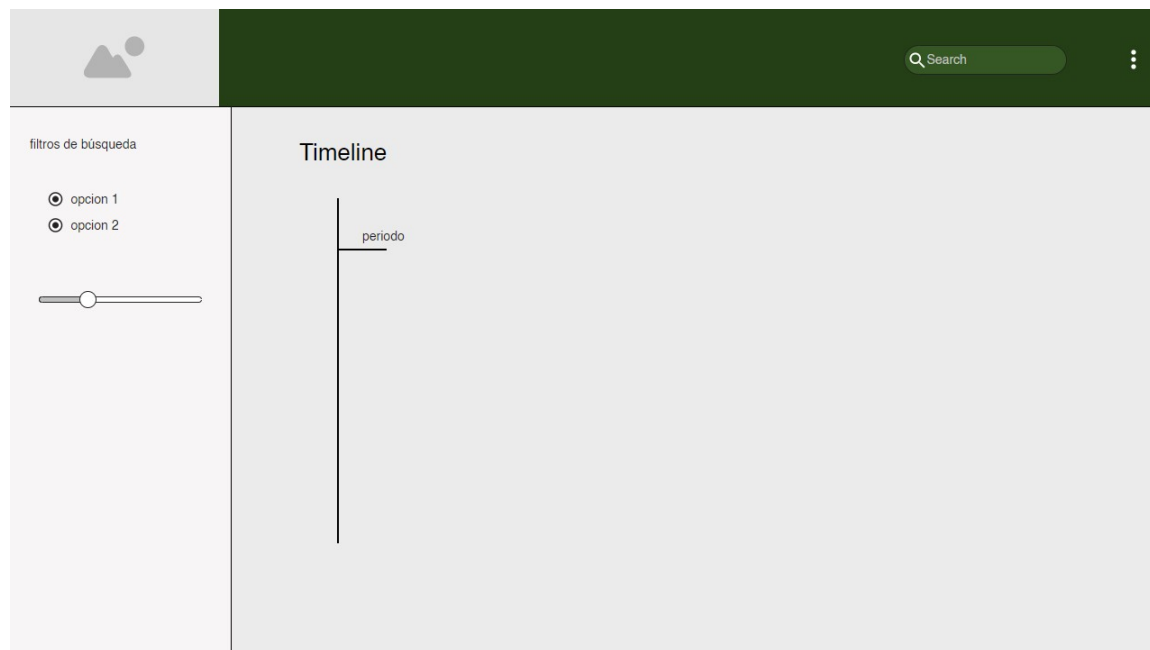 Search
filtros de búsqueda
opcion 1
opcion 2
Timeline
periodo